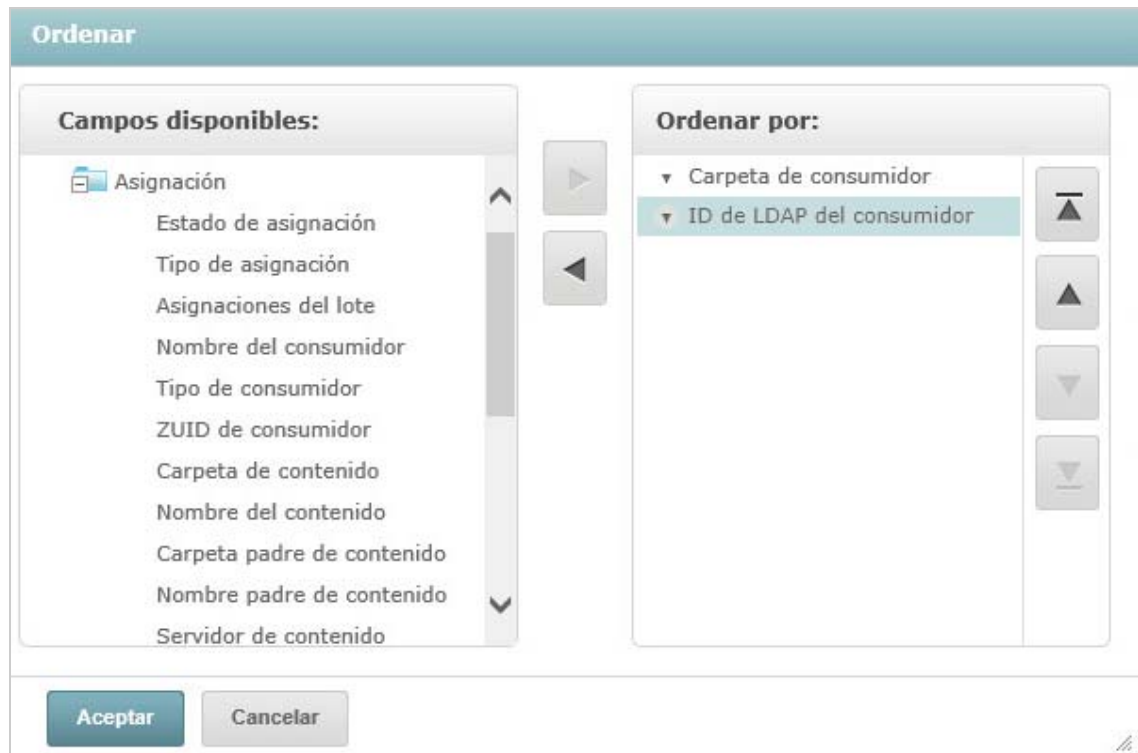 Ordenar
Campos disponibles:
Asignación
Estado de asignación
Tipo de asignación
Asignaciones del lote
Nombre del consumidor
Tipo de consumidor
ZUID de consumidor
Carpeta de contenido
Nombre del contenido
Carpeta padre de contenido
Nombre padre de contenido
Servidor de contenido
Ordenar por:
Carpeta de consumidor
ID de LDAP del consumidor
Aceptar
Cancelar